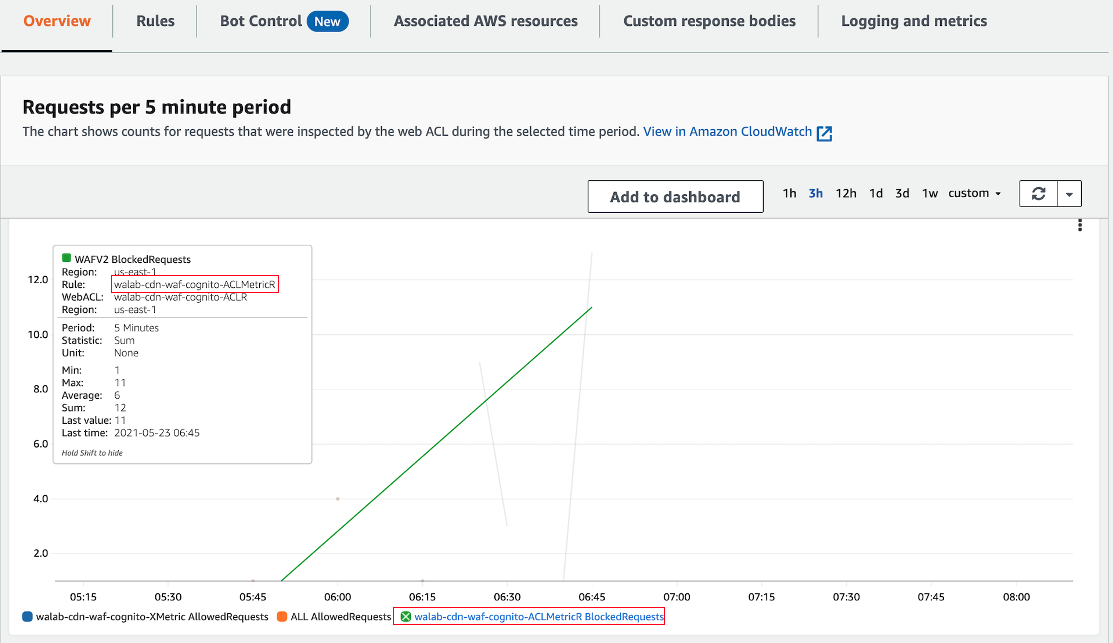 Overview Rules Bot Control New Associated AWS resources Custom response bodies Logging and metrics
Requests per 5 minute period
The chart shows counts for requests that were inspected by the web ACL during the selected time period. View in Amazon CloudWatch
Add to dashboard 1h 3h 12h 1d 3d 1w custom
WAFV2 BlockedRequests
Region: us-east-1
Rule: walab-cdn-waf-cognito-ACLMetricR
WebACL: walab-cdn-waf-cognito-ACLR
Region: us-east-1
Period: 5 Minutes
Statistic: Sum
Unit: None
Min: 1
Max: 11
Average: 6
Sum: 12
Last value: 11
Last time: 2021-05-23 06:45
Hold Shift to hide
12.0
10.0
8.0
6.0
4.0
2.0
05:15 05:30 05:45 06:00 06:15 06:30 06:45 07:00 07:15 07:30 07:45 08:00
walab-cdn-waf-cognito-XMetric AllowedRequests ALL AllowedRequests walab-cdn-waf-cognito-ACLMetricR BlockedRequests